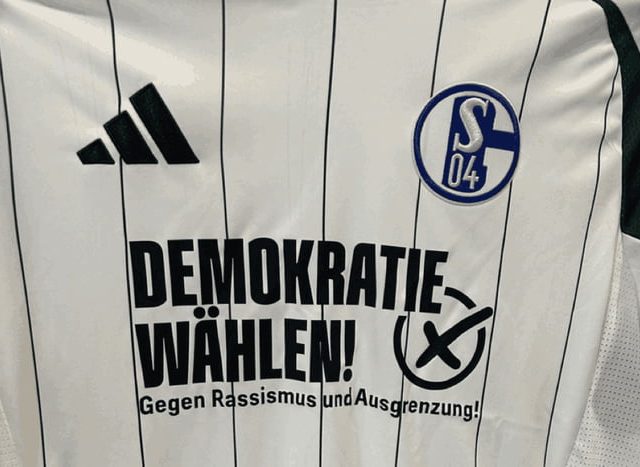 S
04
DEMOKRATIE
WÄHLEN!
Gegen Rassismus und Ausgrenzung!